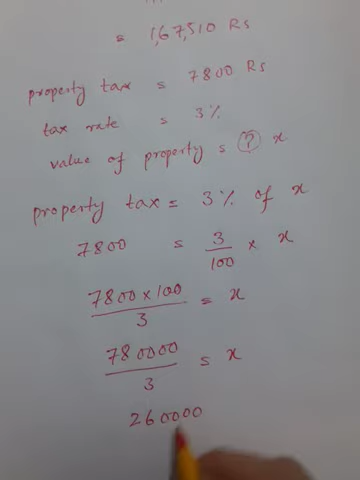 = 1,67,510 Rs
property tax = 7800 Rs
tax rate = 3%
value of property = ? x
property tax = 3% of x
7800 = 3/100 × x
7800×100/3 = x
780000/3 = x
260000